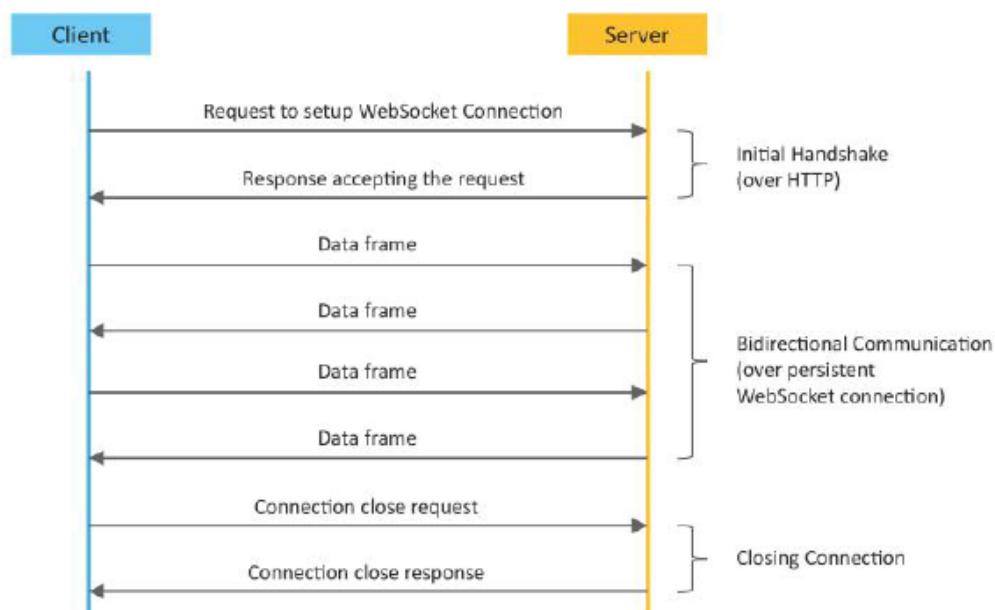 Client
Server
Request to setup WebSocket Connection
Initial Handshake
(over HTTP)
Response accepting the request
Data frame
Data frame
Bidirectional Communication
(over persistent
WebSocket connection)
Data frame
Data frame
Connection close request
Closing Connection
Connection close response